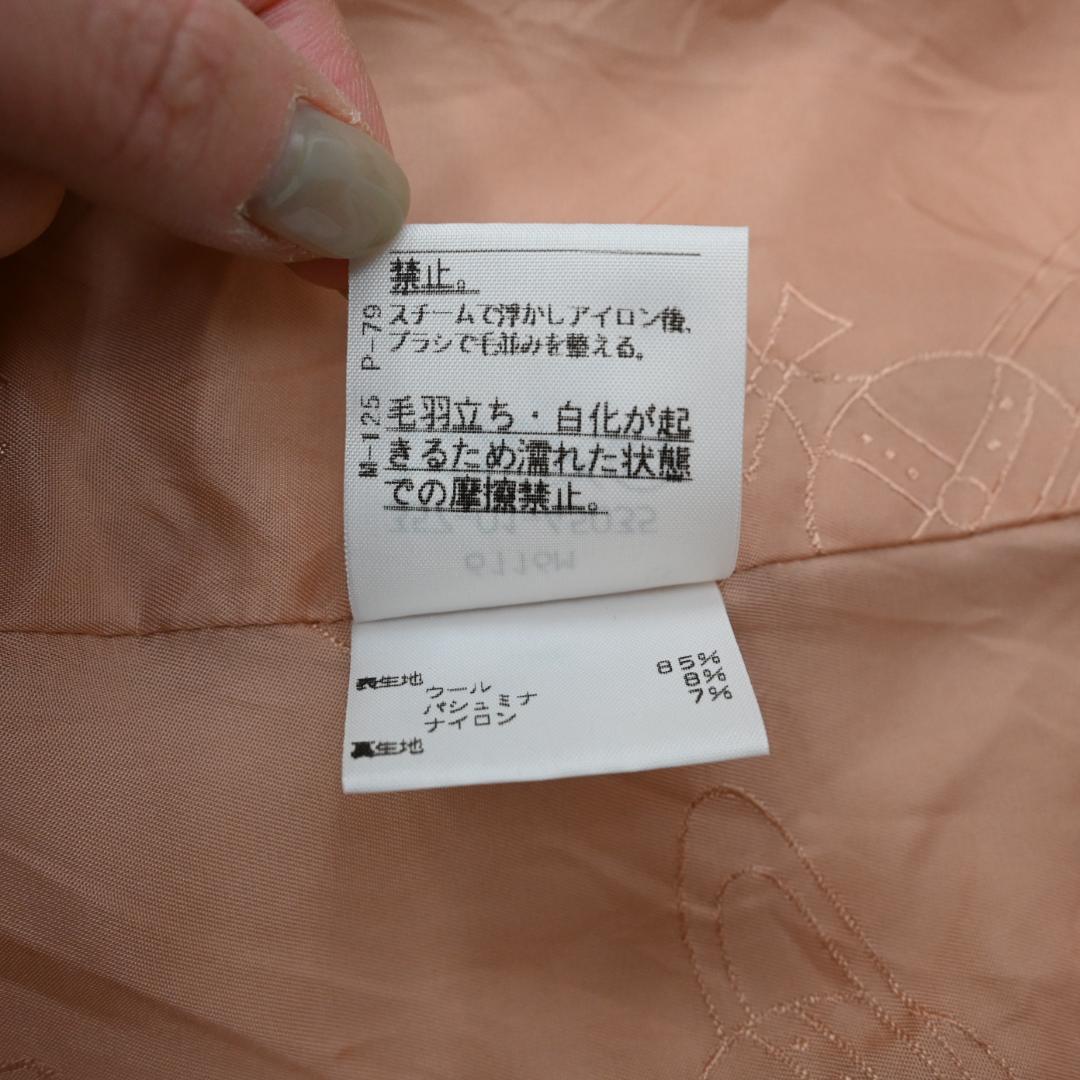 禁止。
P-79
スチームで浮かしアイロン後、
ブラシで毛並みを整える。
W-125
毛羽立ち・白化が起
きるため濡れた状態
での摩擦禁止。
表生地
ウール 85%
パシュミナ 8%
ナイロン 7%
裏生地